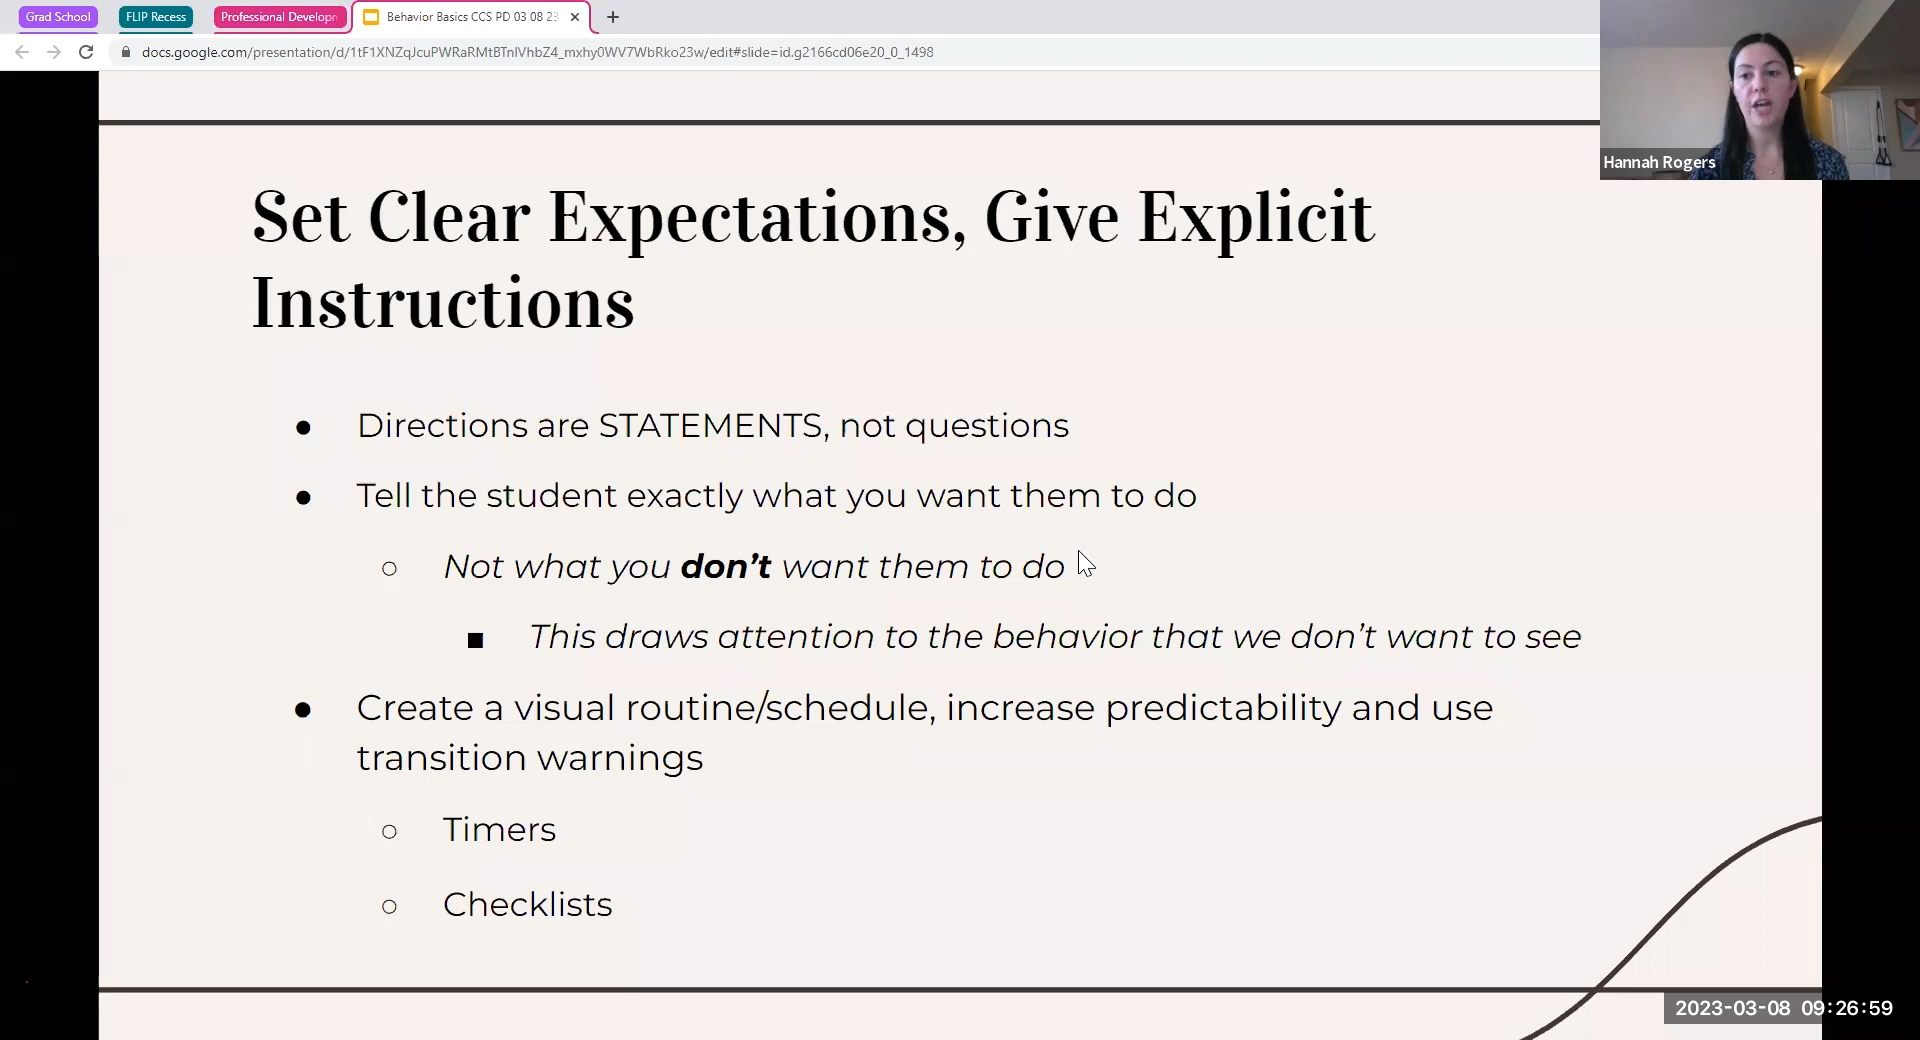 Grad School
FLIP Recess
Professional Develop
Behavior Basics CCS PD 03 08 23
docs.google.com/presentation/d/1tF1XNZqJcuPWRaRMtBTnlVhbZ4_mxhy0WV7WbRko23w/edit#slide=id.g2166cd06e20_0_1498
Hannah Rogers
Set Clear Expectations, Give Explicit
Instructions
● Directions are STATEMENTS, not questions
● Tell the student exactly what you want them to do
○ Not what you don’t want them to do
■ This draws attention to the behavior that we don’t want to see
● Create a visual routine/schedule, increase predictability and use
transition warnings
○ Timers
○ Checklists
2023-03-08 09:26:59